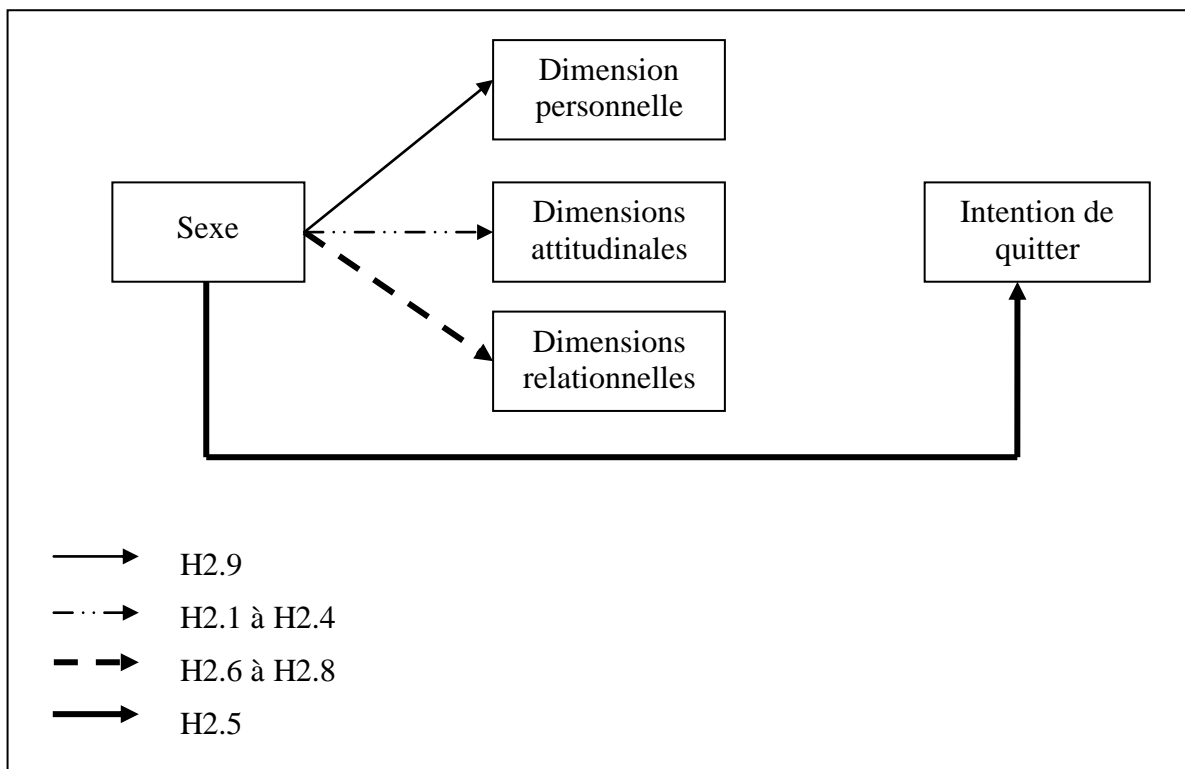 Dimension
personnelle
Sexe
Dimensions
attitudinales
Intention de
quitter
Dimensions
relationnelles
H2.9
H2.1 à H2.4
H2.6 à H2.8
H2.5